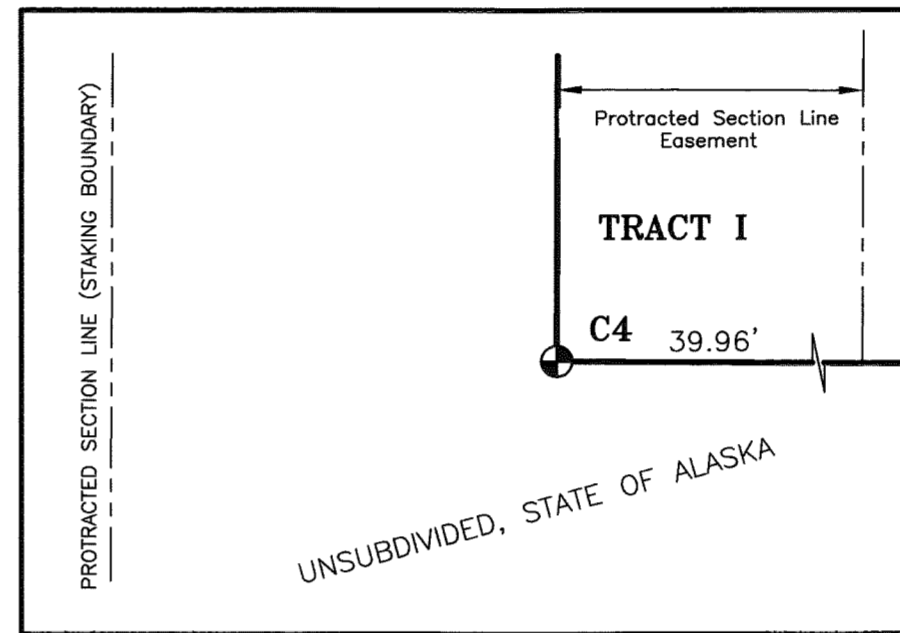 PROTRACTED SECTION LINE (STAKING BOUNDARY)
Protracted Section Line
Easement
TRACT I
C4
39.96'
UNSUBDIVIDED, STATE OF ALASKA